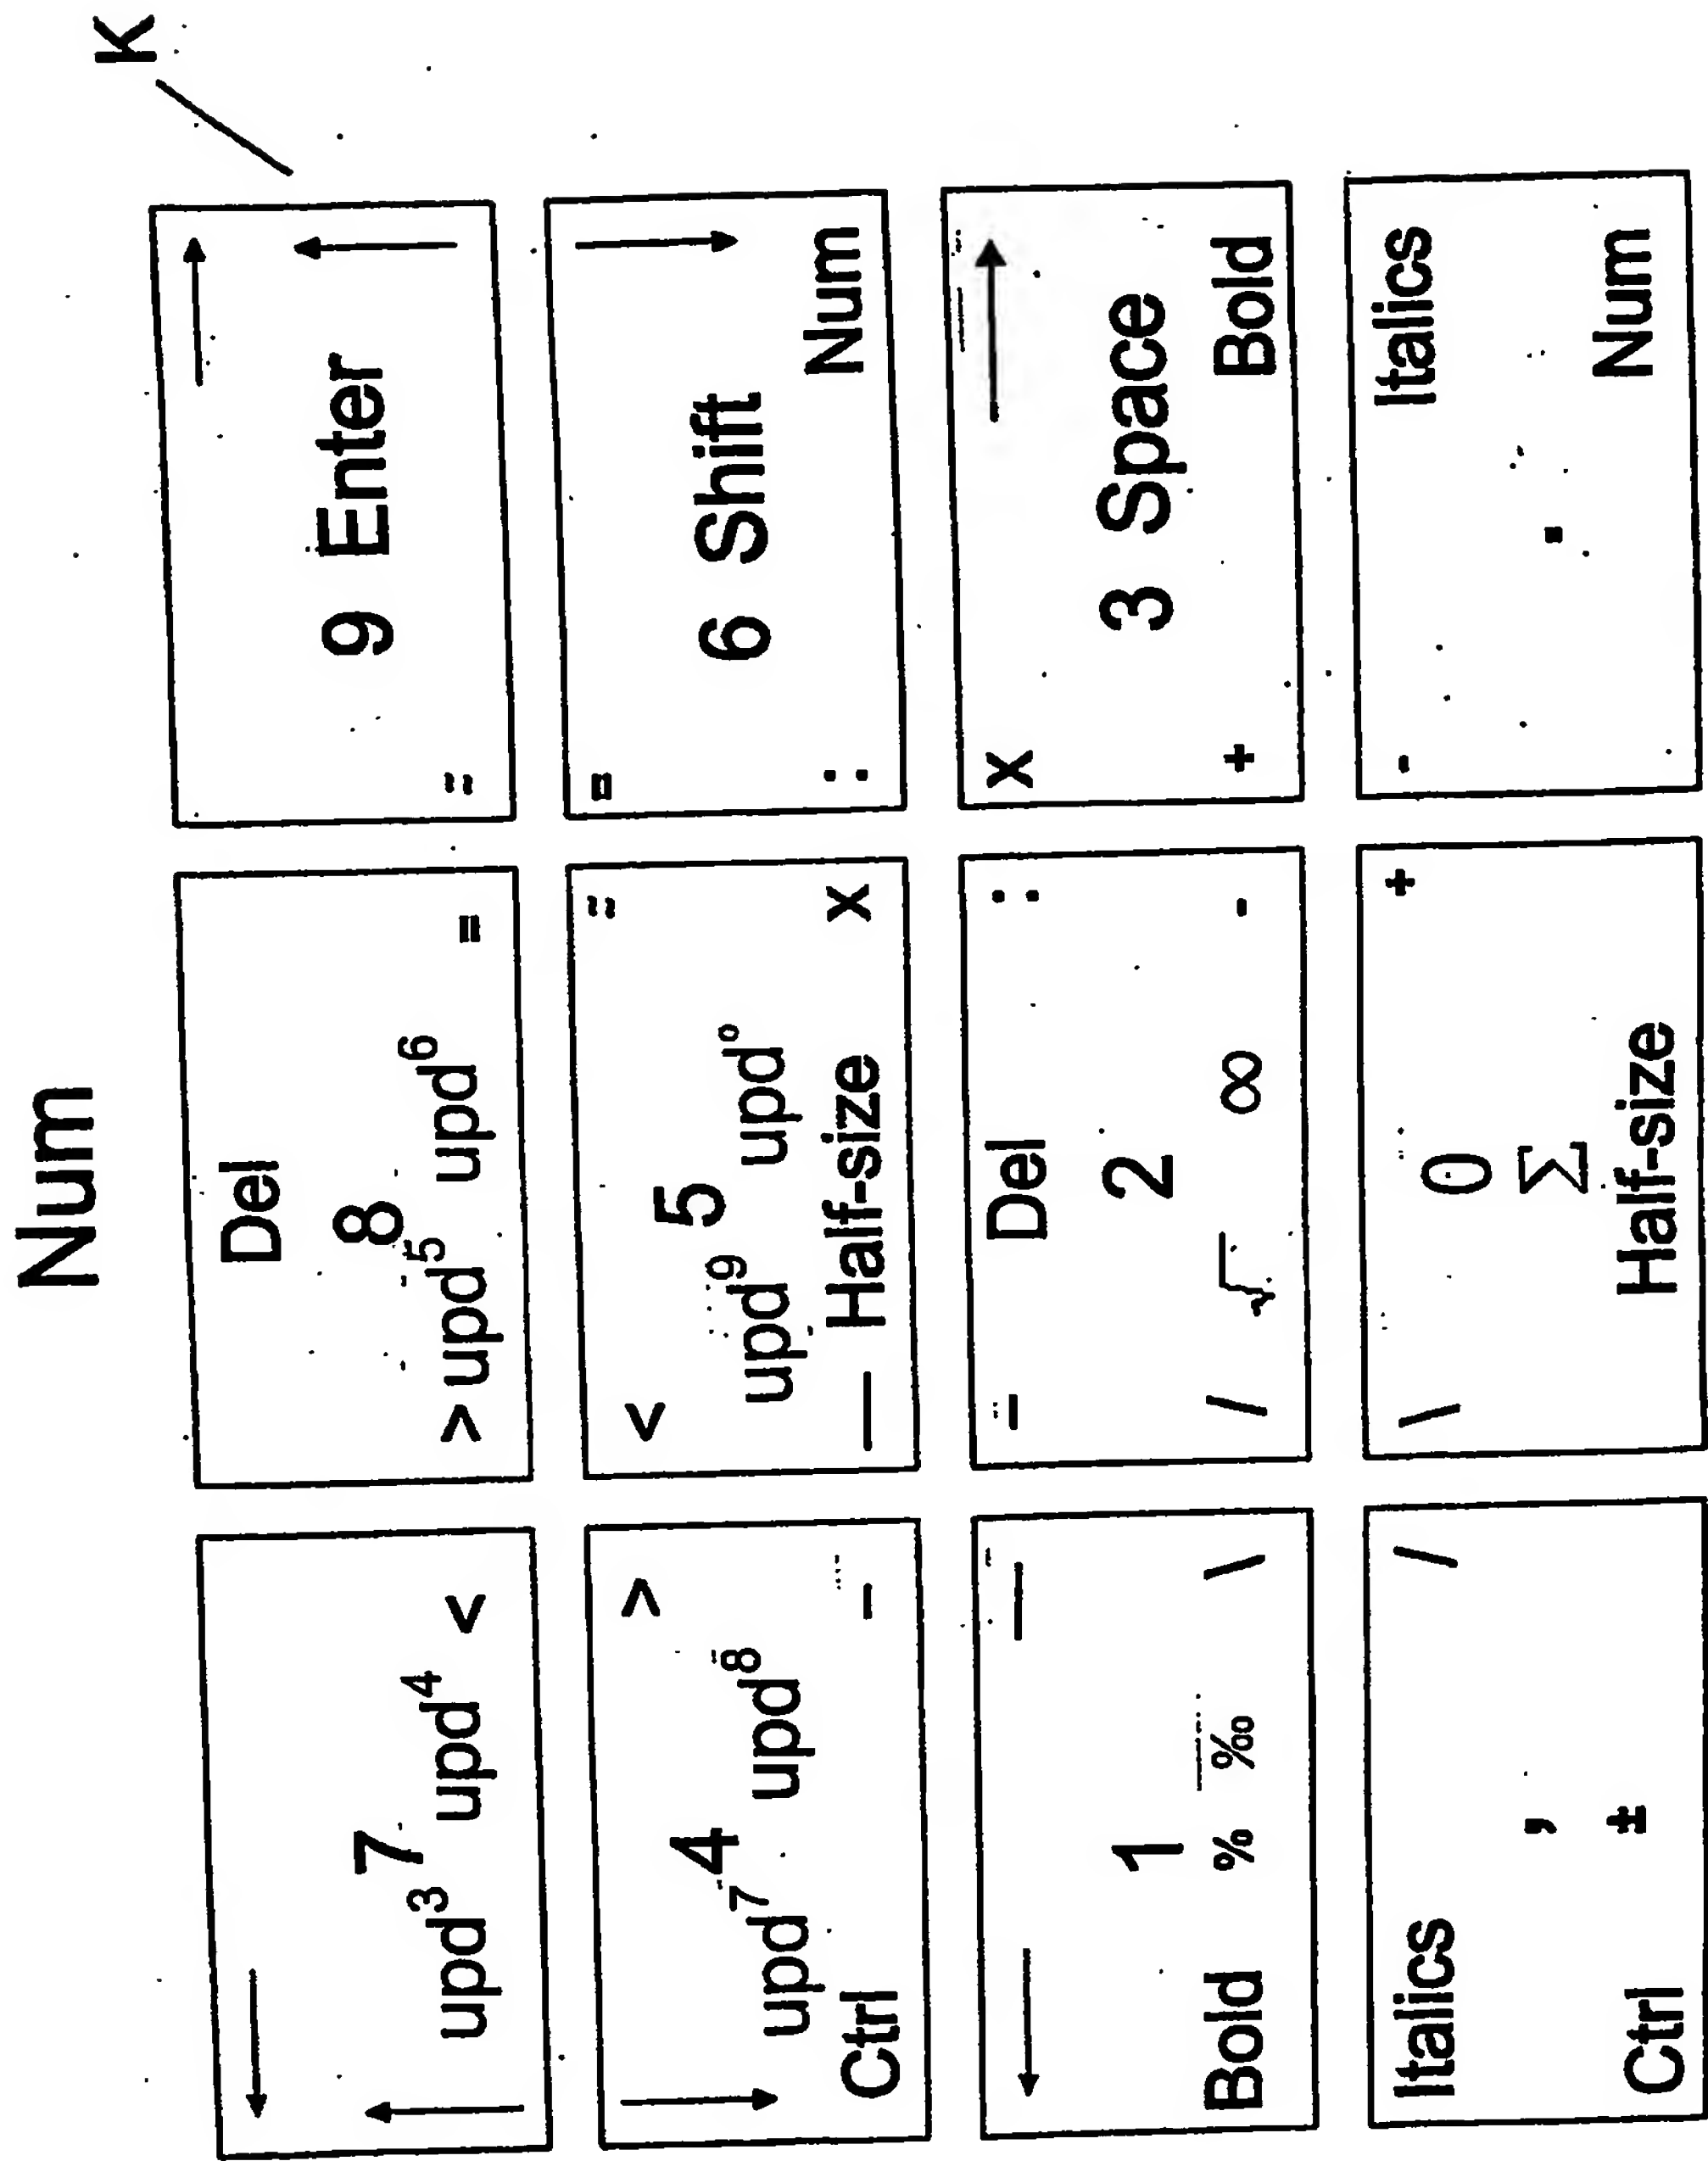 K
Num
←
↑
7
upd³ upd⁴ <
Del
8
> upd⁵ upd⁶ =
→
↑
9 Enter
≈
>
↓
4
upd⁷ upd⁸
Ctrl –
< ≈
5
upd⁹ upd°
— Half-size x
=
↓
6 Shift
: Num
← —
1
Bold % ‰ \
– Del :
2
/ √ ∞ -
x →
3 Space
+ Bold
Italics /
,
Ctrl ±
\ +
0
Σ
Half-size
- Italics
.
Num